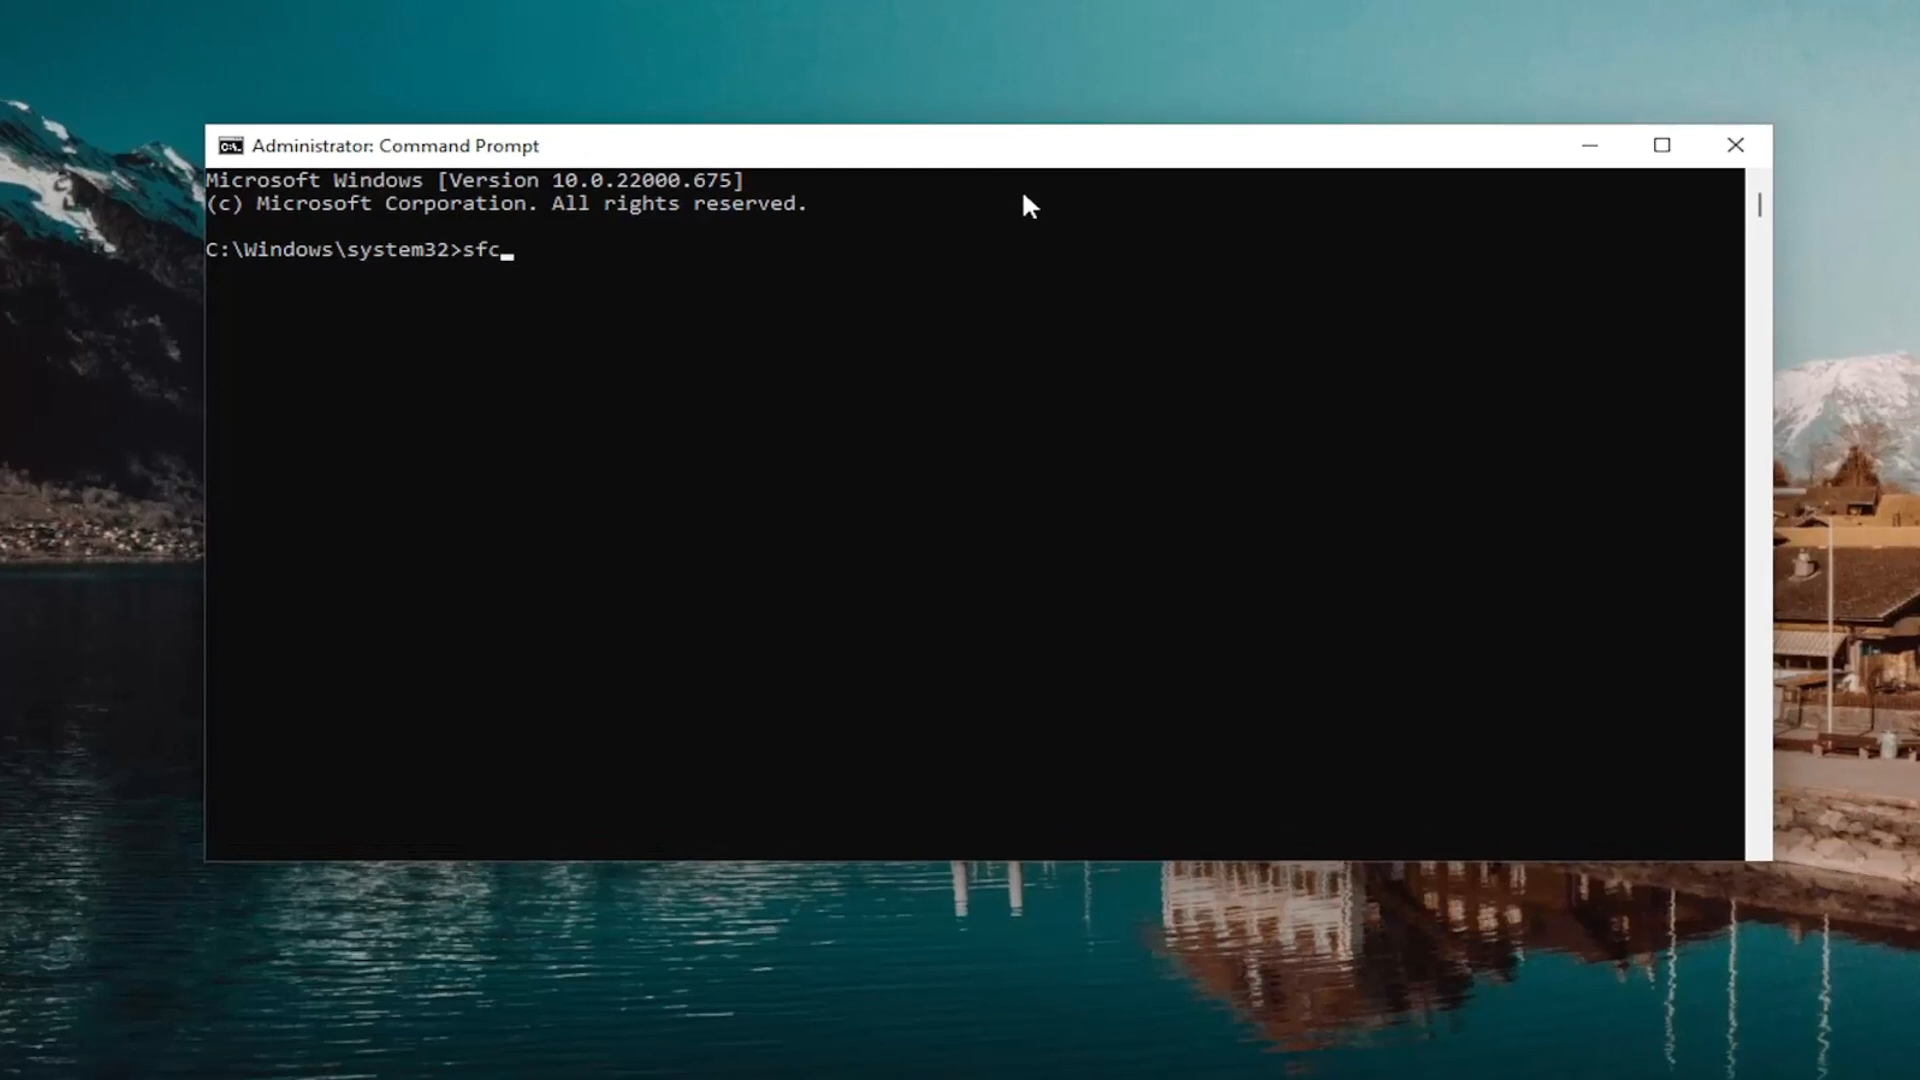 Administrator: Command Prompt
Microsoft Windows [Version 10.0.22000.675]
(c) Microsoft Corporation. All rights reserved.
C:\Windows\system32>sfc